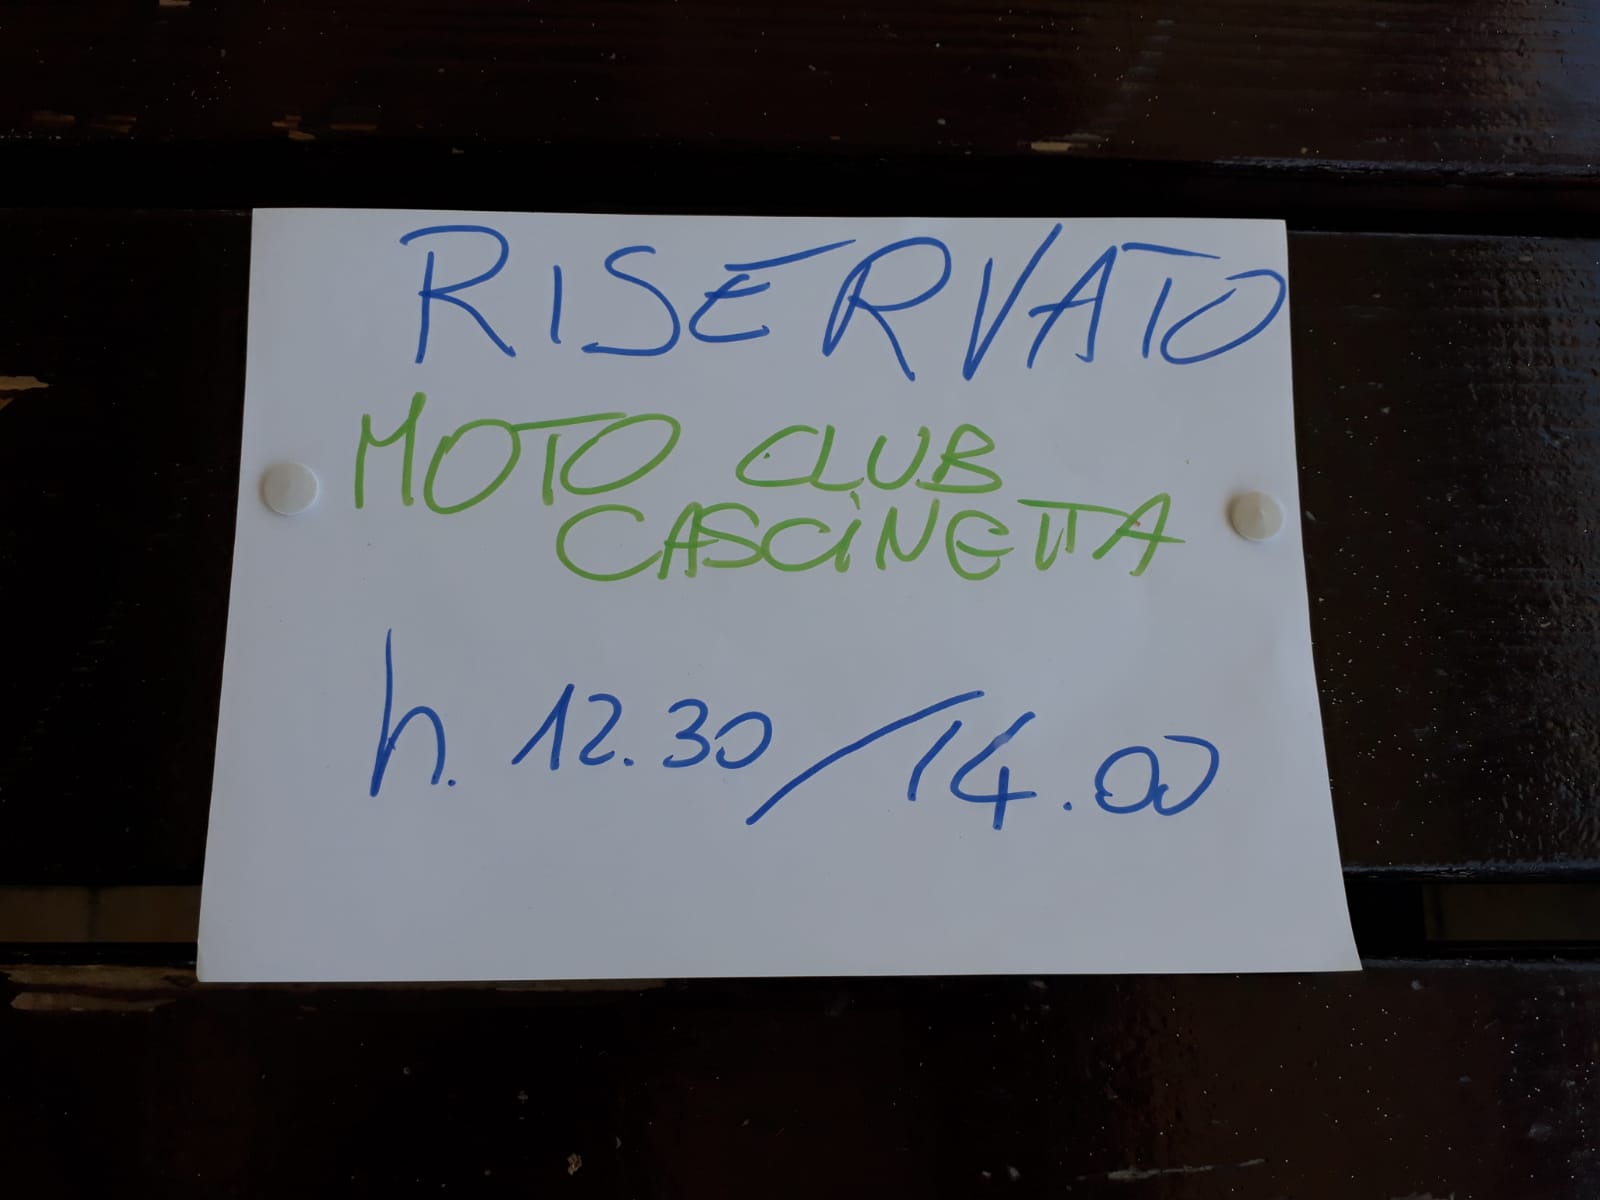 RISERVATO
MOTO CLUB
CASCINETTA
h. 12.30/14.00